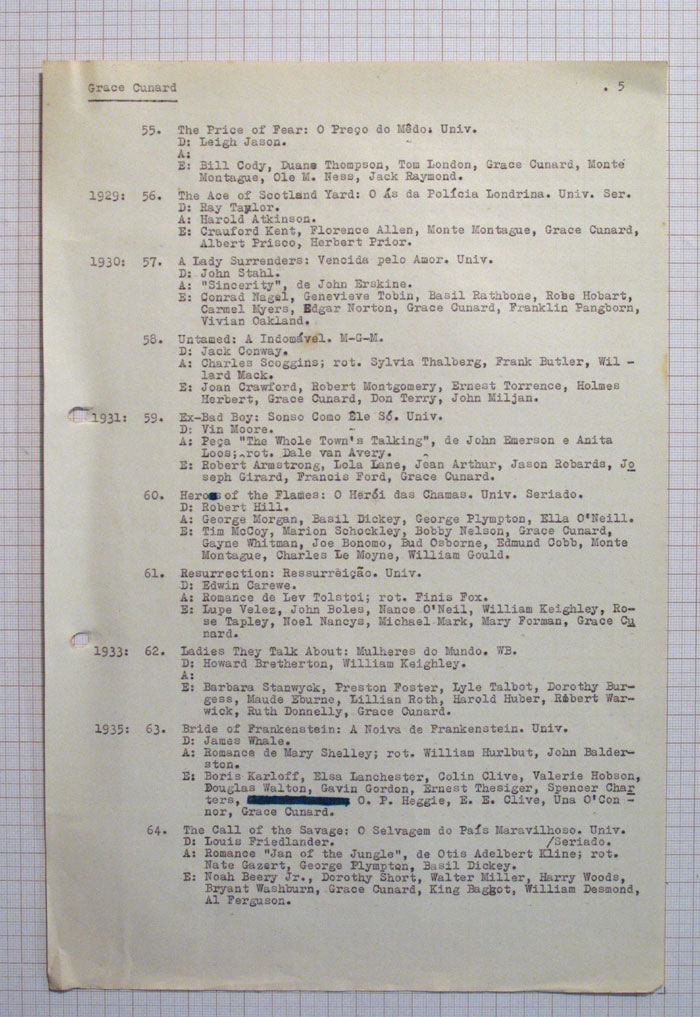 Grace Cunard . 5
55. The Price of Fear: O Preço do Mêdo. Univ.
D: Leigh Jason.
A:
E: Bill Cody, Duane Thompson, Tom London, Grace Cunard, Monte
Montague, Ole M. Ness, Jack Raymond.
1929: 56. The Ace of Scotland Yard: O Ás da Polícia Londrina. Univ. Ser.
D: Ray Taylor.
A: Harold Atkinson.
E: Crauford Kent, Florence Allen, Monte Montague, Grace Cunard,
Albert Prisco, Herbert Prior.
1930: 57. A Lady Surrenders: Vencida pelo Amor. Univ.
D: John Stahl.
A: "Sincerity", de John Erskine.
E: Conrad Nagel, Genevieve Tobin, Basil Rathbone, Rose Hobart,
Carmel Myers, Edgar Norton, Grace Cunard, Franklin Pangborn,
Vivian Oakland.
58. Untamed: A Indomável. M-G-M.
D: Jack Conway.
A: Charles Scoggins; rot. Sylvia Thalberg, Frank Butler, Wil -
lard Mack.
E: Joan Crawford, Robert Montgomery, Ernest Torrence, Holmes
Herbert, Grace Cunard, Don Terry, John Miljan.
1931: 59. Ex-Bad Boy: Sonso Como Êle Só. Univ.
D: Vin Moore.
A: Peça "The Whole Town's Talking", de John Emerson e Anita
Loos; rot. Dale van Avery.
E: Robert Armstrong, Lola Lane, Jean Arthur, Jason Robards, Jo
seph Girard, Francis Ford, Grace Cunard.
60. Hero of the Flames: O Herói das Chamas. Univ. Seriado.
D: Robert Hill.
A: George Morgan, Basil Dickey, George Plympton, Ella O'Neill.
E: Tim McCoy, Marion Schockley, Bobby Nelson, Grace Cunard,
Gayne Whitman, Joe Bonomo, Bud Osborne, Edmund Cobb, Monte
Montague, Charles Le Moyne, William Gould.
61. Resurrection: Ressurrèição. Univ.
D: Edwin Carewe.
A: Romance de Lev Tolstoi; rot. Finis Fox.
E: Lupe Velez, John Boles, Nance O'Neil, William Keighley, Ro-
se Tapley, Noel Nancys, Michael Mark, Mary Forman, Grace Cu
nard.
1933: 62. Ladies They Talk About: Mulheres do Mundo. WB.
D: Howard Bretherton, William Keighley.
A:
E: Barbara Stanwyck, Preston Foster, Lyle Talbot, Dorothy Bur-
gess, Maude Eburne, Lillian Roth, Harold Huber, Robert War-
wick, Ruth Donnelly, Grace Cunard.
1935: 63. Bride of Frankenstein: A Noiva de Frankenstein. Univ.
D: James Whale.
A: Romance de Mary Shelley; rot. William Hurlbut, John Balder-
ston.
E: Boris Karloff, Elsa Lanchester, Colin Clive, Valerie Hobson,
Douglas Walton, Gavin Gordon, Ernest Thesiger, Spencer Char
ters, O. P. Heggie, E. E. Clive, Una O'Con -
nor, Grace Cunard.
64. The Call of the Savage: O Selvagem do País Maravilhoso. Univ.
D: Louis Friedlander. /Seriado.
A: Romance "Jan of the Jungle", de Otis Adelbert Kline; rot.
Nate Gazert, George Plympton, Basil Dickey.
E: Noah Beery Jr., Dorothy Short, Walter Miller, Harry Woods,
Bryant Washburn, Grace Cunard, King Baggot, William Desmond,
Al Ferguson.